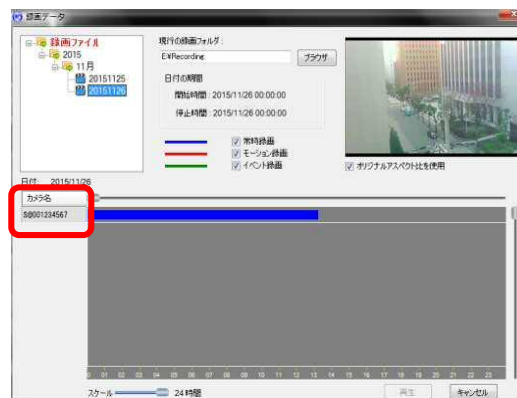 録画データ
録画ファイル
2015
11月
20151125
20151126
現行の録画フォルダ:
E:¥Recording
ブラウザ
日付の期間
開始時間: 2015/11/26 00:00:00
停止時間: 2015/11/26 00:00:00
常時録画
モーション録画
イベント録画
オリジナルアスペクト比を使用
日付: 2015/11/26
カメラ名
S@001234567
0 01 02 03 04 05 06 07 08 09 10 11 12 13 14 15 16 17 18 19 20 21 22 23
スケール 24 時間
再生 キャンセル